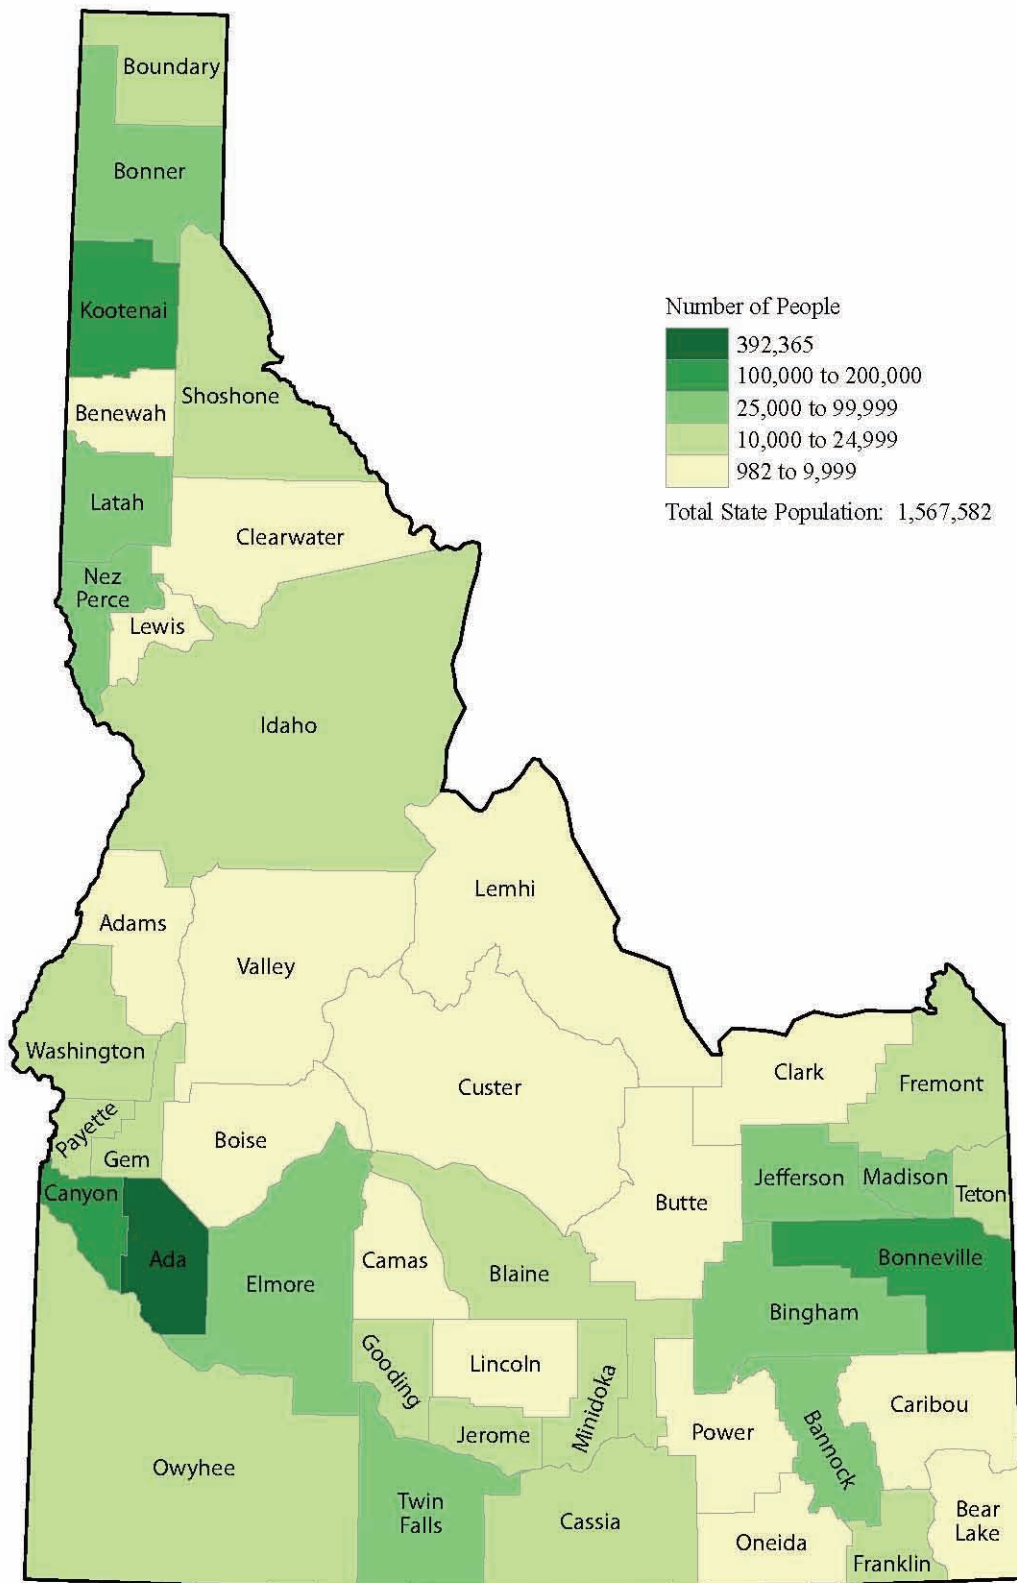 Boundary
Bonner
Kootenai
Number of People
392,365
100,000 to 200,000
25,000 to 99,999
10,000 to 24,999
982 to 9,999
Total State Population: 1,567,582
Shoshone
Benewah
Latah
Clearwater
Nez
Perce
Lewis
Idaho
Lemhi
Adams
Valley
Washington
Custer
Clark
Fremont
Payette
Boise
Gem
Jefferson
Madison
Teton
Canyon
Butte
Ada
Camas
Blaine
Bonneville
Elmore
Bingham
Gooding
Lincoln
Minidoka
Caribou
Jerome
Power
Bannock
Owyhee
Twin
Falls
Cassia
Bear
Lake
Oneida
Franklin